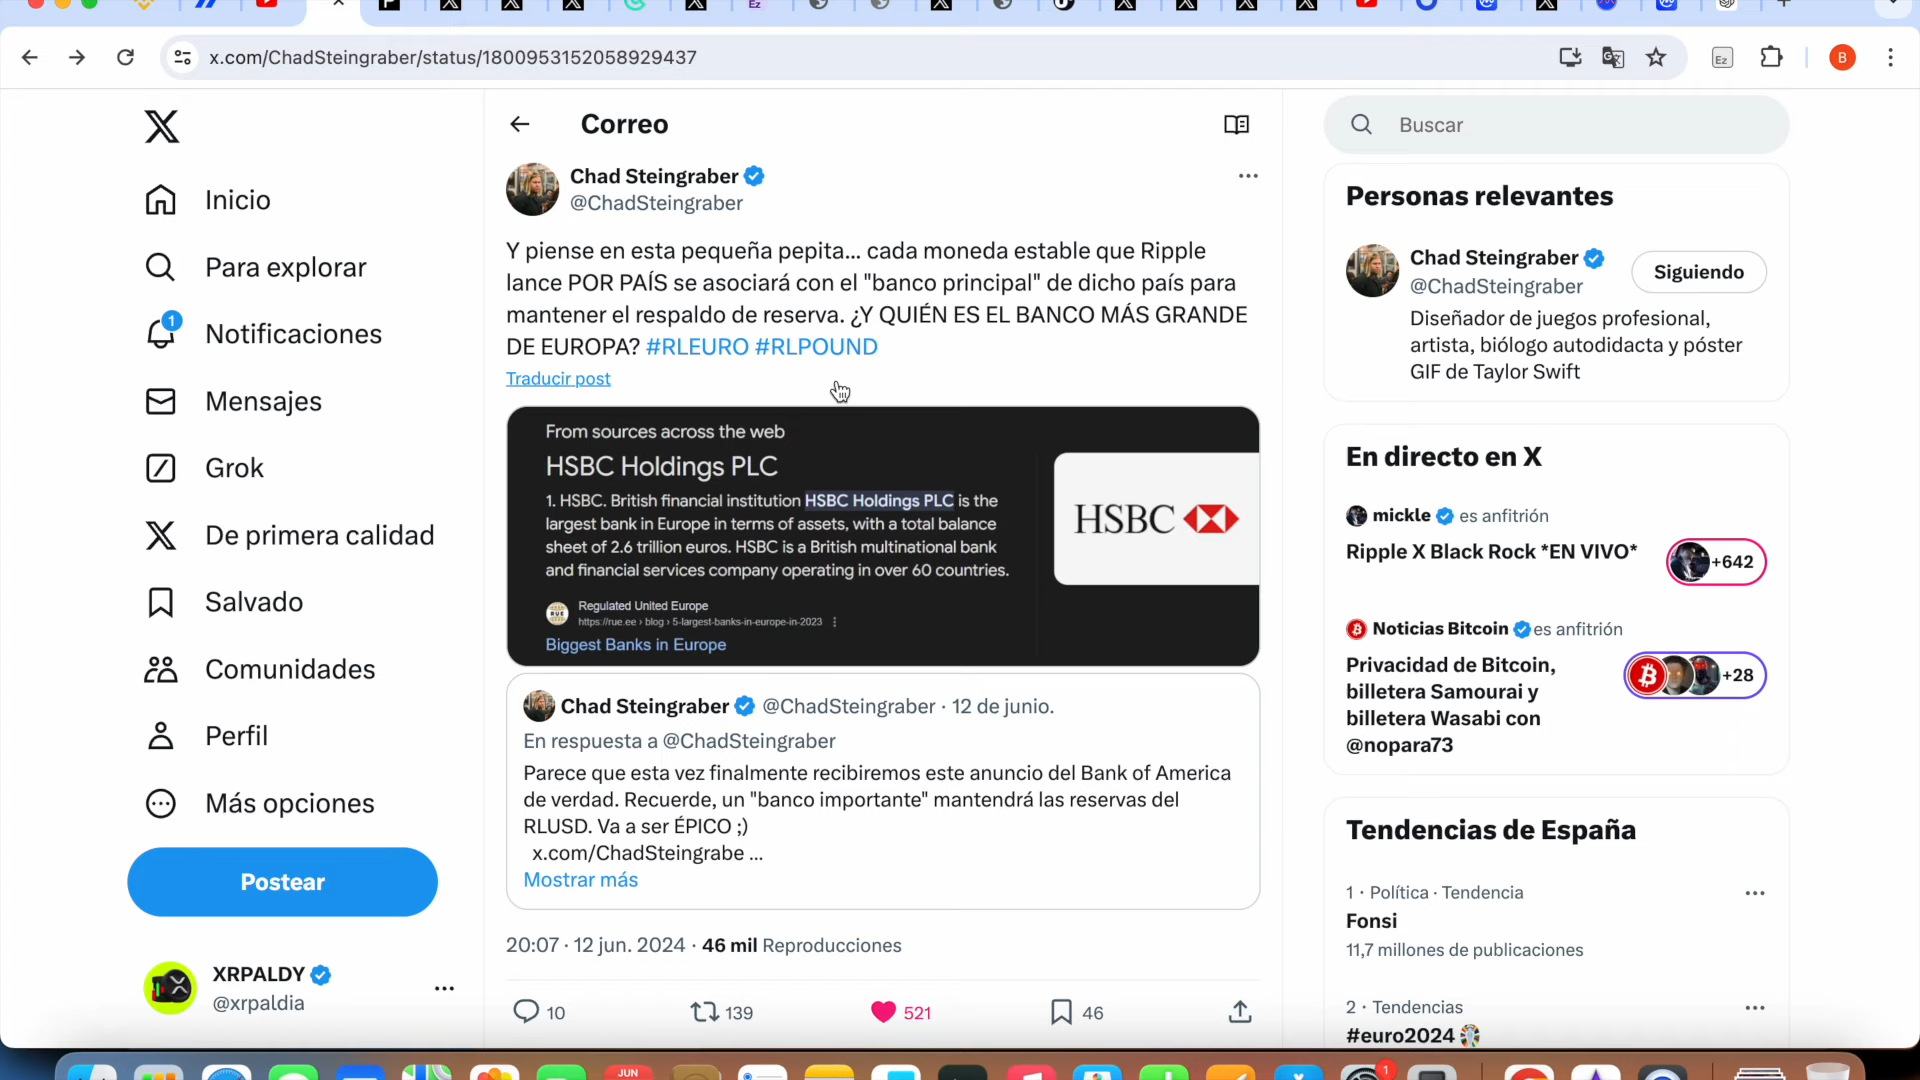 x.com/ChadSteingraber/status/1800953152058929437
Ez
B
Inicio
Para explorar
1
Notificaciones
Mensajes
Grok
De primera calidad
Salvado
Comunidades
Perfil
Más opciones
Postear
XRPALDY
@xrpaldia
Correo
Chad Steingraber
@ChadSteingraber
Y piense en esta pequeña pepita... cada moneda estable que Ripple
lance POR PAÍS se asociará con el "banco principal" de dicho país para
mantener el respaldo de reserva. ¿Y QUIÉN ES EL BANCO MÁS GRANDE
DE EUROPA? #RLEURO #RLPOUND
Traducir post
From sources across the web
HSBC Holdings PLC
1. HSBC. British financial institution HSBC Holdings PLC is the
largest bank in Europe in terms of assets, with a total balance
sheet of 2.6 trillion euros. HSBC is a British multinational bank
and financial services company operating in over 60 countries.
RUE
Regulated United Europe
https://rue.ee › blog › 5-largest-banks-in-europe-in-2023
Biggest Banks in Europe
HSBC
Chad Steingraber @ChadSteingraber · 12 de junio.
En respuesta a @ChadSteingraber
Parece que esta vez finalmente recibiremos este anuncio del Bank of America
de verdad. Recuerde, un "banco importante" mantendrá las reservas del
RLUSD. Va a ser ÉPICO ;)
x.com/ChadSteingrabe ...
Mostrar más
20:07 · 12 jun. 2024 · 46 mil Reproducciones
10
139
521
46
Buscar
Personas relevantes
Chad Steingraber
@ChadSteingraber
Siguiendo
Diseñador de juegos profesional,
artista, biólogo autodidacta y póster
GIF de Taylor Swift
En directo en X
mickle es anfitrión
Ripple X Black Rock *EN VIVO*
+642
Noticias Bitcoin es anfitrión
Privacidad de Bitcoin,
billetera Samourai y
billetera Wasabi con
@nopara73
+28
Tendencias de España
1 · Política · Tendencia
Fonsi
11,7 millones de publicaciones
2 · Tendencias
#euro2024
JUN
1